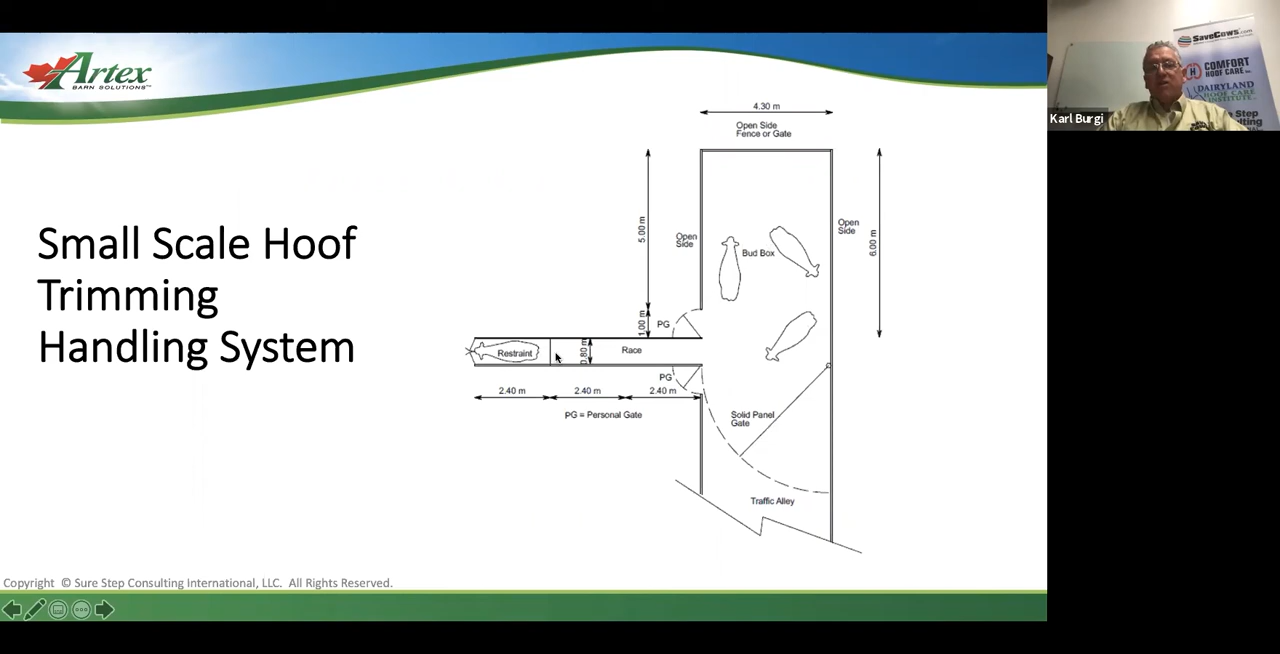 Artex
BARN SOLUTIONS
Small Scale Hoof
Trimming
Handling System
4.30 m
Open Side
Fence or Gate
5.00 m
Open
Side
Bud Box
Open
Side
6.00 m
1.00 m
PG
Restraint
0.80 m
Race
PG
2.40 m
2.40 m
2.40 m
PG = Personal Gate
Solid Panel
Gate
Traffic Alley
Copyright © Sure Step Consulting International, LLC. All Rights Reserved.
SaveCows.com
COMFORT
HOOF CARE
DAIRYLAND
HOOF CARE
INSTITUTE
Step
Karl Burgi